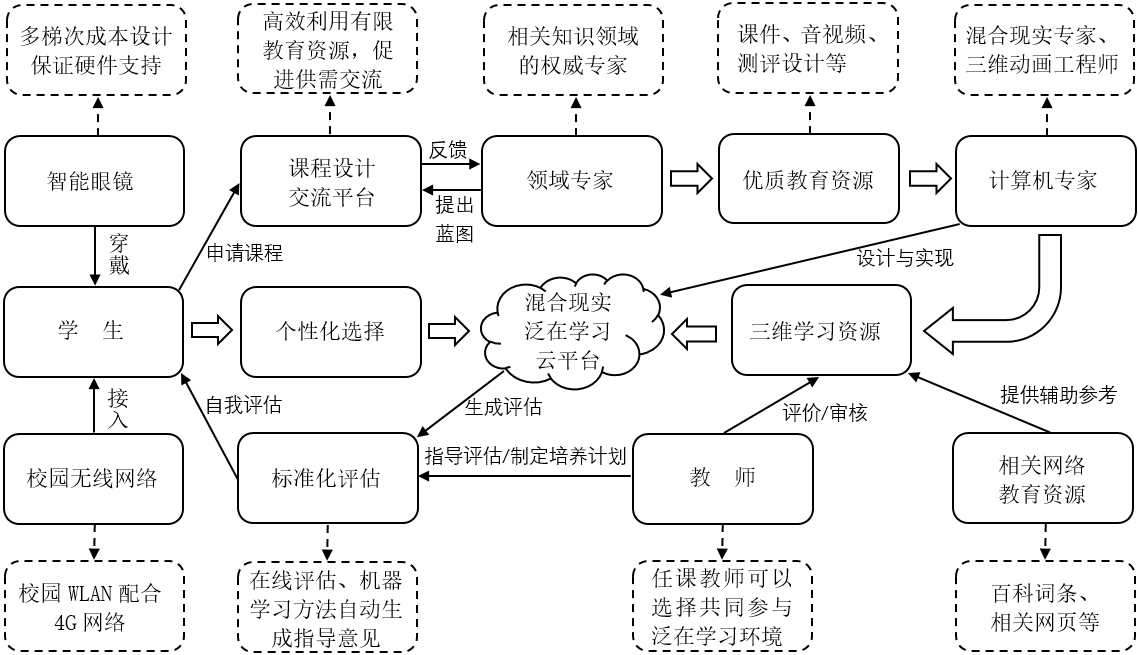 多梯次成本设计
保证硬件支持
高效利用有限
教育资源，促
进供需交流
相关知识领域
的权威专家
课件、音视频、
测评设计等
混合现实专家、
三维动画工程师
智能眼镜
课程设计
交流平台
反馈
提出
蓝图
领域专家
优质教育资源
计算机专家
穿
戴
申请课程
设计与实现
学 生
个性化选择
混合现实
泛在学习
云平台
三维学习资源
接
入
自我评估
生成评估
评价/审核
提供辅助参考
校园无线网络
标准化评估
指导评估/制定培养计划
教 师
相关网络
教育资源
校园 WLAN 配合
4G 网络
在线评估、机器
学习方法自动生
成指导意见
任课教师可以
选择共同参与
泛在学习环境
百科词条、
相关网页等